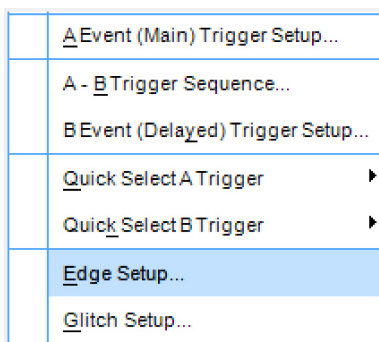 A Event (Main) Trigger Setup...
A - B Trigger Sequence...
B Event (Delayed) Trigger Setup...
Quick Select A Trigger
Quick Select B Trigger
Edge Setup...
Glitch Setup...